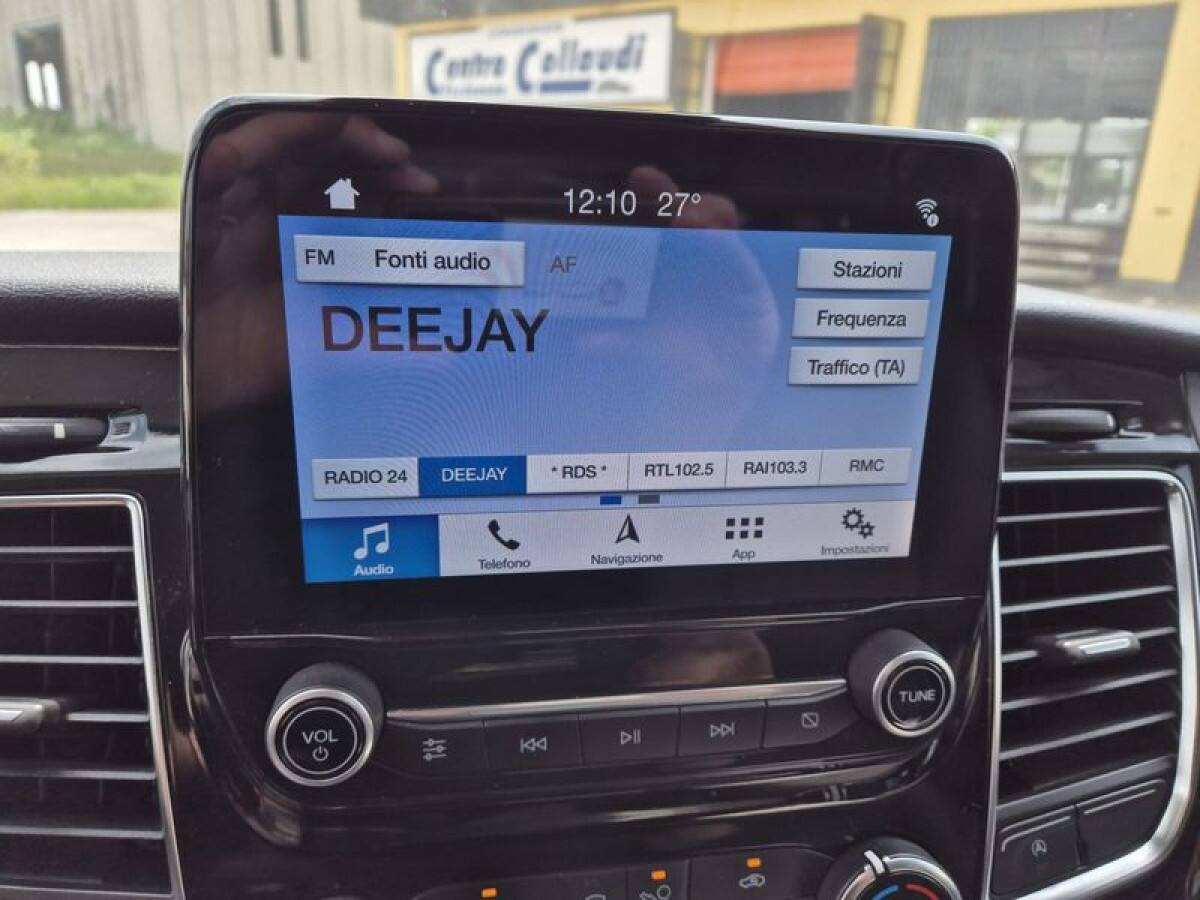 Centro Collaudi
12:10 27°
FM Fonti audio AF
Stazioni
DEEJAY
Frequenza
Traffico (TA)
RADIO 24 DEEJAY * RDS * RTL102.5 RAI103.3 RMC
Audio Telefono Navigazione App Impostazioni
VOL
TUNE
A